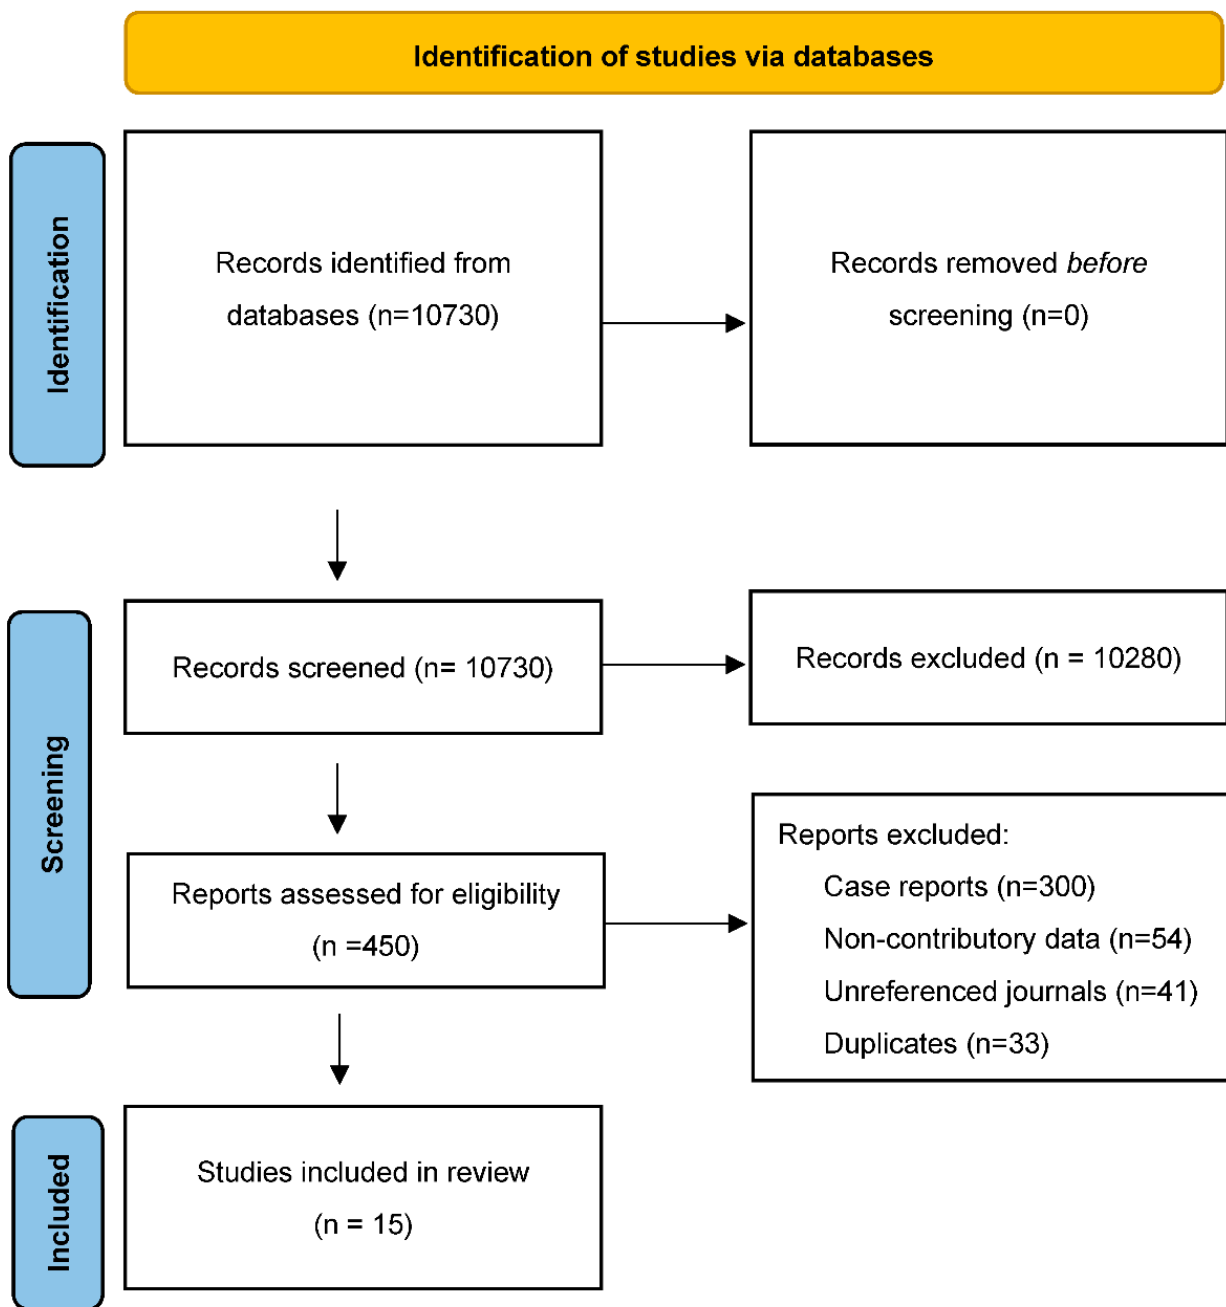 Identification of studies via databases
Identification
Records identified from
databases (n=10730)
Records removed before
screening (n=0)
Screening
Records screened (n= 10730)
Records excluded (n = 10280)
Reports assessed for eligibility
(n =450)
Reports excluded:
Case reports (n=300)
Non-contributory data (n=54)
Unreferenced journals (n=41)
Duplicates (n=33)
Included
Studies included in review
(n = 15)